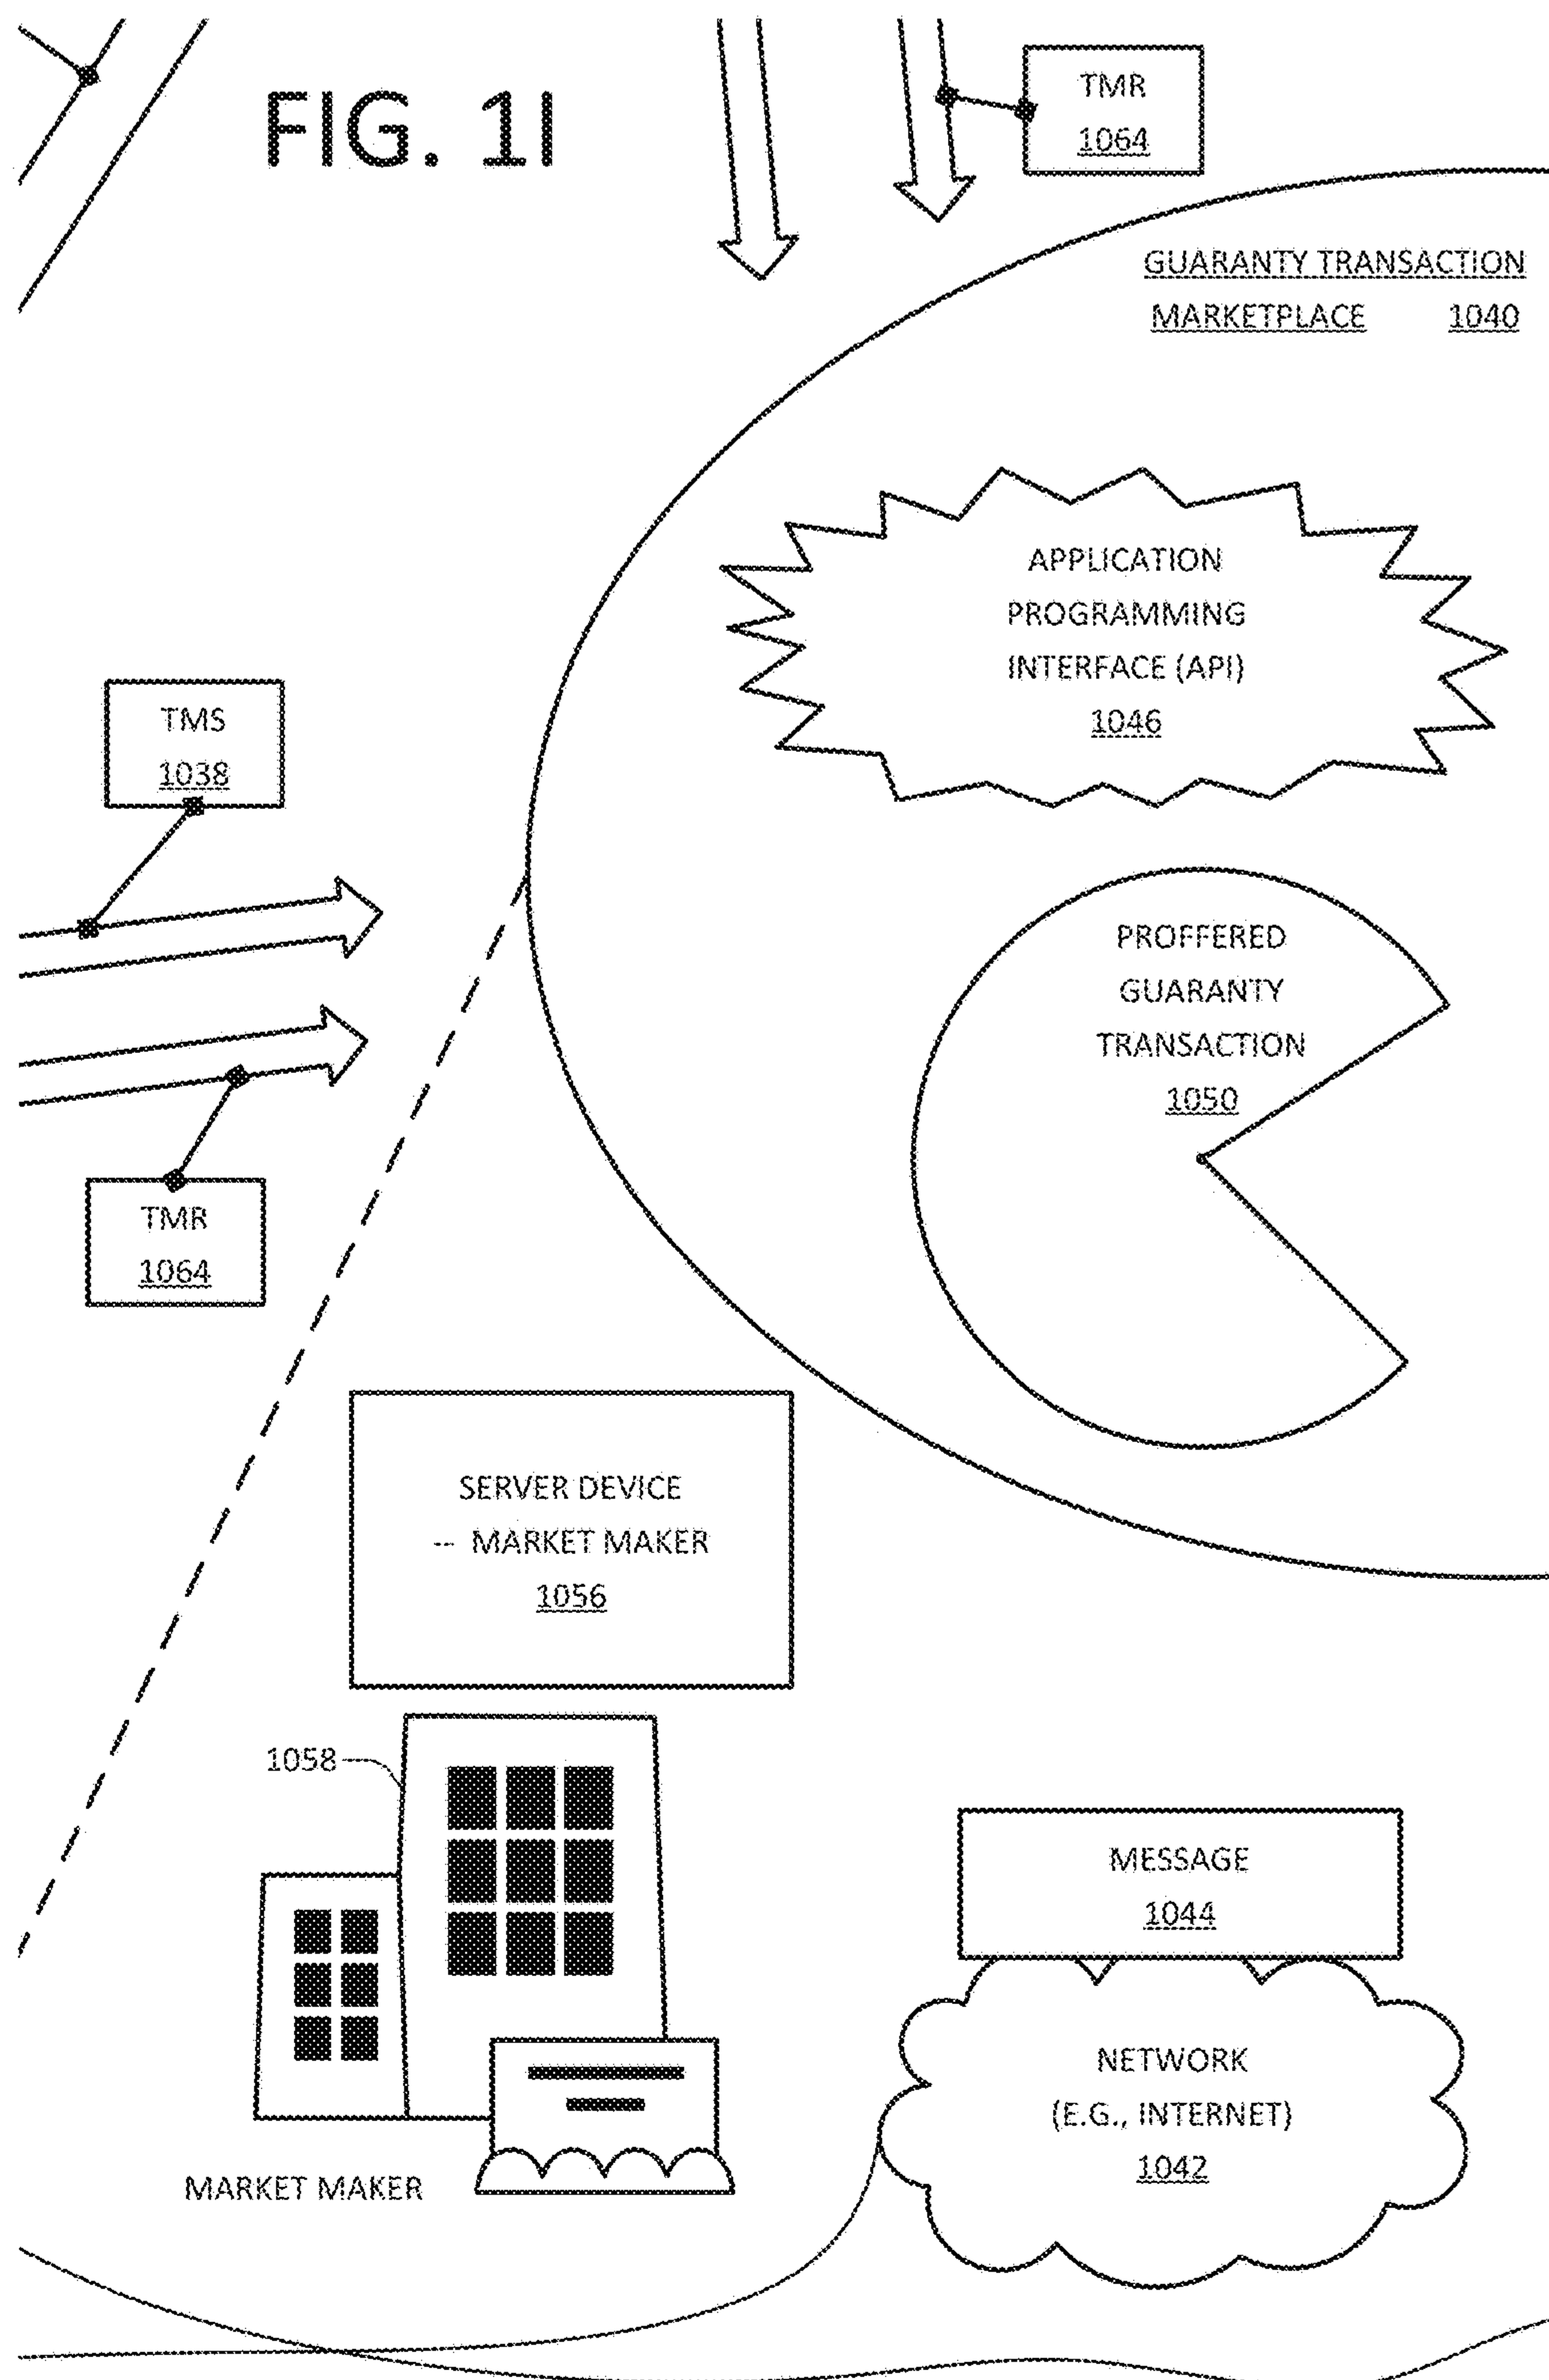 FIG. 1I
TMR
1064
GUARANTY TRANSACTION
MARKETPLACE 1040
APPLICATION
PROGRAMMING
INTERFACE (API)
1046
TMS
1038
PROFFERED
GUARANTY
TRANSACTION
1050
TMR
1064
SERVER DEVICE
-- MARKET MAKER
1056
1058
MESSAGE
1044
NETWORK
(E.G., INTERNET)
1042
MARKET MAKER